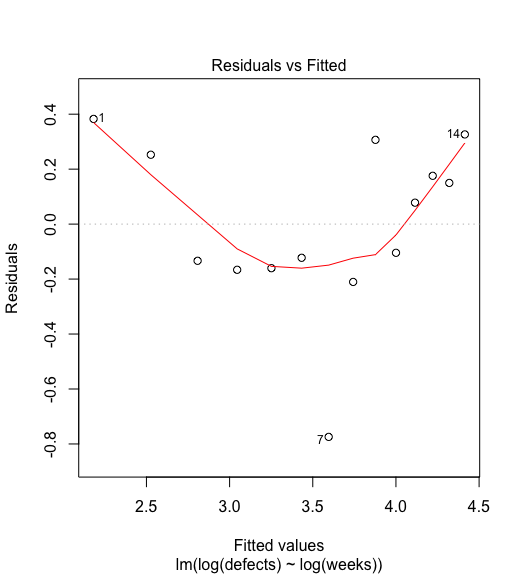 Residuals vs Fitted
Residuals
0.4
0.2
0.0
-0.2
-0.4
-0.6
-0.8
1
14
7
2.5 3.0 3.5 4.0 4.5
Fitted values
lm(log(defects) ~ log(weeks))